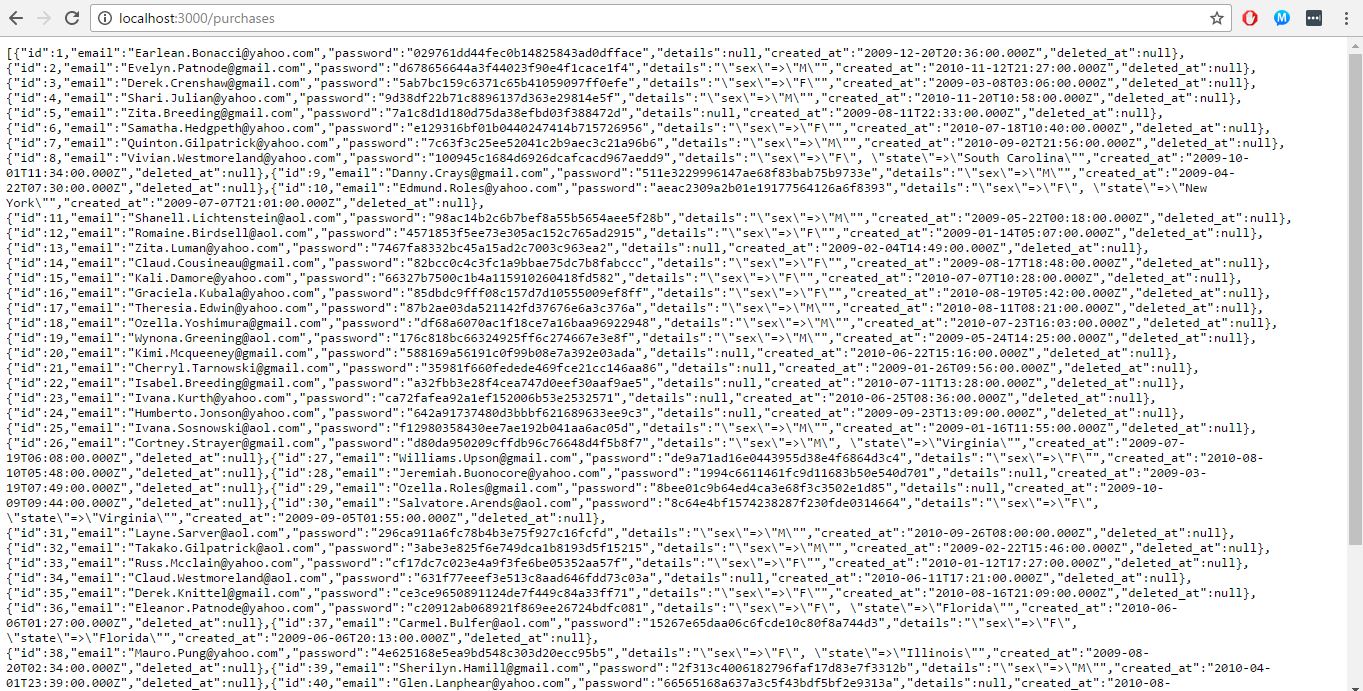 localhost:3000/purchases
[{"id":1,"email":"Earlean.Bonacci@yahoo.com","password":"029761dd44fec0b14825843ad0dfface","details":null,"created_at":"2009-12-20T20:36:00.000Z","deleted_at":null},
{"id":2,"email":"Evelyn.Patnode@gmail.com","password":"d678656644a3f44023f90e4f1cace1f4","details":"\"sex\"=>\"M\"","created_at":"2010-11-12T21:27:00.000Z","deleted_at":null},
{"id":3,"email":"Derek.Crenshaw@gmail.com","password":"5ab7bc159c6371c65b41059097ff0efe","details":"\"sex\"=>\"F\"","created_at":"2009-03-08T03:06:00.000Z","deleted_at":null},
{"id":4,"email":"Shari.Julian@yahoo.com","password":"9d38df22b71c8896137d363e29814e5f","details":"\"sex\"=>\"M\"","created_at":"2010-11-20T10:58:00.000Z","deleted_at":null},
{"id":5,"email":"Zita.Breeding@gmail.com","password":"7a1c8d1d180d75da38efbd03f388472d","details":null,"created_at":"2009-08-11T22:33:00.000Z","deleted_at":null},
{"id":6,"email":"Samatha.Hedgpeth@yahoo.com","password":"e129316bf01b0440247414b715726956","details":"\"sex\"=>\"F\"","created_at":"2010-07-18T10:40:00.000Z","deleted_at":null},
{"id":7,"email":"Quinton.Gilpatrick@yahoo.com","password":"7c63f3c25ee52041c2b9aec3c21a96b6","details":"\"sex\"=>\"M\"","created_at":"2010-09-02T21:56:00.000Z","deleted_at":null},
{"id":8,"email":"Vivian.Westmoreland@yahoo.com","password":"100945c1684d6926dcafcacd967aedd9","details":"\"sex\"=>\"F\", \"state\"=>\"South Carolina\"","created_at":"2009-10-
01T11:34:00.000Z","deleted_at":null},{"id":9,"email":"Danny.Crays@gmail.com","password":"511e3229996147ae68f83bab75b9733e","details":"\"sex\"=>\"M\"","created_at":"2009-04-
22T07:30:00.000Z","deleted_at":null},{"id":10,"email":"Edmund.Roles@yahoo.com","password":"aeac2309a2b01e19177564126a6f8393","details":"\"sex\"=>\"F\", \"state\"=>\"New
York\"","created_at":"2009-07-07T21:01:00.000Z","deleted_at":null},
{"id":11,"email":"Shanell.Lichtenstein@aol.com","password":"98ac14b2c6b7bef8a55b5654aee5f28b","details":"\"sex\"=>\"M\"","created_at":"2009-05-22T00:18:00.000Z","deleted_at":null},
{"id":12,"email":"Romaine.Birdsell@aol.com","password":"4571853f5ee73e305ac152c765ad2915","details":"\"sex\"=>\"F\"","created_at":"2009-01-14T05:07:00.000Z","deleted_at":null},
{"id":13,"email":"Zita.Luman@yahoo.com","password":"7467fa8332bc45a15ad2c7003c963ea2","details":null,"created_at":"2009-02-04T14:49:00.000Z","deleted_at":null},
{"id":14,"email":"Claud.Cousineau@gmail.com","password":"82bcc0c4c3fc1a9bbae75dc7b8fabccc","details":"\"sex\"=>\"F\"","created_at":"2009-08-17T18:48:00.000Z","deleted_at":null},
{"id":15,"email":"Kali.Damore@yahoo.com","password":"66327b7500c1b4a115910260418fd582","details":"\"sex\"=>\"F\"","created_at":"2010-07-07T10:28:00.000Z","deleted_at":null},
{"id":16,"email":"Graciela.Kubala@yahoo.com","password":"85dbdc9fff08c157d7d10555009ef8ff","details":"\"sex\"=>\"F\"","created_at":"2010-08-19T05:42:00.000Z","deleted_at":null},
{"id":17,"email":"Theresia.Edwin@yahoo.com","password":"87b2ae03da521142fd37676e6a3c376a","details":"\"sex\"=>\"M\"","created_at":"2010-08-11T08:21:00.000Z","deleted_at":null},
{"id":18,"email":"Ozella.Yoshimura@gmail.com","password":"df68a6070ac1f18ce7a16baa96922948","details":"\"sex\"=>\"M\"","created_at":"2010-07-23T16:03:00.000Z","deleted_at":null},
{"id":19,"email":"Wynona.Greening@aol.com","password":"176c818bc66324925ff6c274667e3e8f","details":"\"sex\"=>\"M\"","created_at":"2009-05-24T14:25:00.000Z","deleted_at":null},
{"id":20,"email":"Kimi.Mcqueeney@gmail.com","password":"588169a56191c0f99b08e7a392e03ada","details":null,"created_at":"2010-06-22T15:16:00.000Z","deleted_at":null},
{"id":21,"email":"Cherryl.Tarnowski@gmail.com","password":"35981f660fedede469fce21cc146aa86","details":null,"created_at":"2009-01-26T09:56:00.000Z","deleted_at":null},
{"id":22,"email":"Isabel.Breeding@gmail.com","password":"a32fbb3e28f4cea747d0eef30aaf9ae5","details":null,"created_at":"2010-07-11T13:28:00.000Z","deleted_at":null},
{"id":23,"email":"Ivana.Kurth@yahoo.com","password":"ca72fafea92a1ef152006b53e2532571","details":null,"created_at":"2010-06-25T08:36:00.000Z","deleted_at":null},
{"id":24,"email":"Humberto.Jonson@yahoo.com","password":"642a91737480d3bbbf621689633ee9c3","details":null,"created_at":"2009-09-23T13:09:00.000Z","deleted_at":null},
{"id":25,"email":"Ivana.Sosnowski@aol.com","password":"f12980358430ee7ae192b041aa6ac05d","details":"\"sex\"=>\"M\"","created_at":"2009-01-16T11:55:00.000Z","deleted_at":null},
{"id":26,"email":"Cortney.Strayer@gmail.com","password":"d80da950209cffdb96c76648d4f5b8f7","details":"\"sex\"=>\"M\", \"state\"=>\"Virginia\"","created_at":"2009-07-
19T06:08:00.000Z","deleted_at":null},{"id":27,"email":"Williams.Upson@gmail.com","password":"de9a71ad16e0443955d38e4f6864d3c4","details":"\"sex\"=>\"F\"","created_at":"2010-08-
10T05:48:00.000Z","deleted_at":null},{"id":28,"email":"Jeremiah.Buonocore@yahoo.com","password":"1994c6611461fc9d11683b50e540d701","details":null,"created_at":"2009-03-
19T07:49:00.000Z","deleted_at":null},{"id":29,"email":"Ozella.Roles@gmail.com","password":"8bee01c9b64ed4ca3e68f3c3502e1d85","details":null,"created_at":"2009-10-
09T09:44:00.000Z","deleted_at":null},{"id":30,"email":"Salvatore.Arends@aol.com","password":"8c64e4bf1574238287f230fde0314664","details":"\"sex\"=>\"F\",
\"state\"=>\"Virginia\"","created_at":"2009-09-05T01:55:00.000Z","deleted_at":null},
{"id":31,"email":"Layne.Sarver@aol.com","password":"296ca911a6fc78b4b3e75f927c16fcfd","details":"\"sex\"=>\"M\"","created_at":"2010-09-26T08:00:00.000Z","deleted_at":null},
{"id":32,"email":"Takako.Gilpatrick@aol.com","password":"3abe3e825f6e749dca1b8193d5f15215","details":"\"sex\"=>\"M\"","created_at":"2009-02-22T15:46:00.000Z","deleted_at":null},
{"id":33,"email":"Russ.Mcclain@yahoo.com","password":"cf17dc7c023e4a9f3fe6be05352aa57f","details":"\"sex\"=>\"F\"","created_at":"2010-01-12T17:27:00.000Z","deleted_at":null},
{"id":34,"email":"Claud.Westmoreland@aol.com","password":"631f77eeef3e513c8aad646fdd73c03a","details":null,"created_at":"2010-06-11T17:21:00.000Z","deleted_at":null},
{"id":35,"email":"Derek.Knittel@gmail.com","password":"ce3ce9650891124de7f449c84a33ff71","details":"\"sex\"=>\"F\"","created_at":"2010-08-16T21:09:00.000Z","deleted_at":null},
{"id":36,"email":"Eleanor.Patnode@yahoo.com","password":"c20912ab068921f869ee26724bdfc081","details":"\"sex\"=>\"F\", \"state\"=>\"Florida\"","created_at":"2010-06-
06T01:27:00.000Z","deleted_at":null},{"id":37,"email":"Carmel.Bulfer@aol.com","password":"15267e65daa06c6fcde10c80f8a744d3","details":"\"sex\"=>\"F\",
\"state\"=>\"Florida\"","created_at":"2009-06-06T20:13:00.000Z","deleted_at":null},
{"id":38,"email":"Mauro.Pung@yahoo.com","password":"4e625168e5ea9bd548c303d20ecc95b5","details":"\"sex\"=>\"F\", \"state\"=>\"Illinois\"","created_at":"2009-08-
20T02:34:00.000Z","deleted_at":null},{"id":39,"email":"Sherilyn.Hamill@gmail.com","password":"2f313c4006182796faf17d83e7f3312b","details":"\"sex\"=>\"M\"","created_at":"2010-04-
01T23:39:00.000Z","deleted_at":null},{"id":40,"email":"Glen.Lanphear@yahoo.com","password":"66565168a637a3c5f43bdf5bf2e9313a","details":null,"created_at":"2010-08-